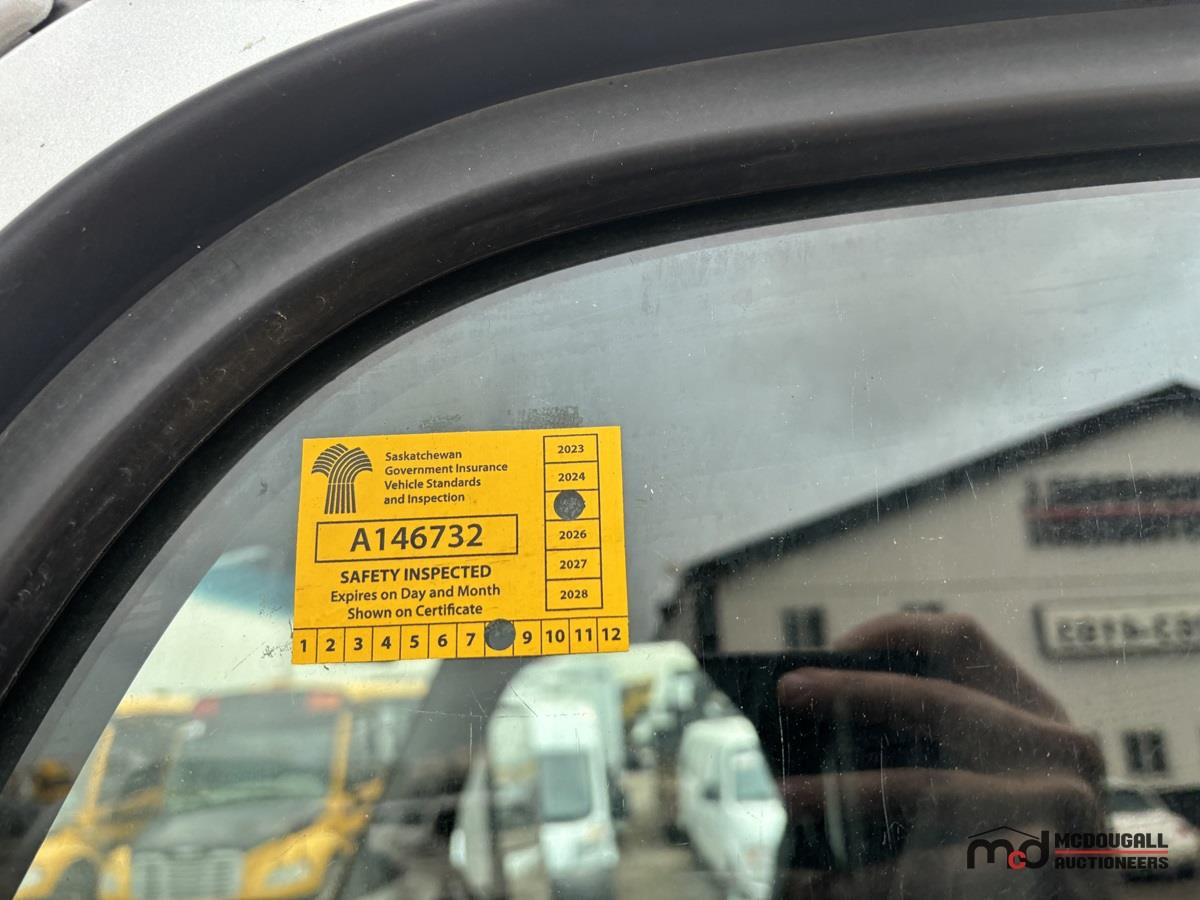 Saskatchewan
Government Insurance
Vehicle Standards
and Inspection
A146732
SAFETY INSPECTED
Expires on Day and Month
Shown on Certificate
2023
2024
2026
2027
2028
1 2 3 4 5 6 7 9 10 11 12
mcd MCDOUGALL
AUCTIONEERS